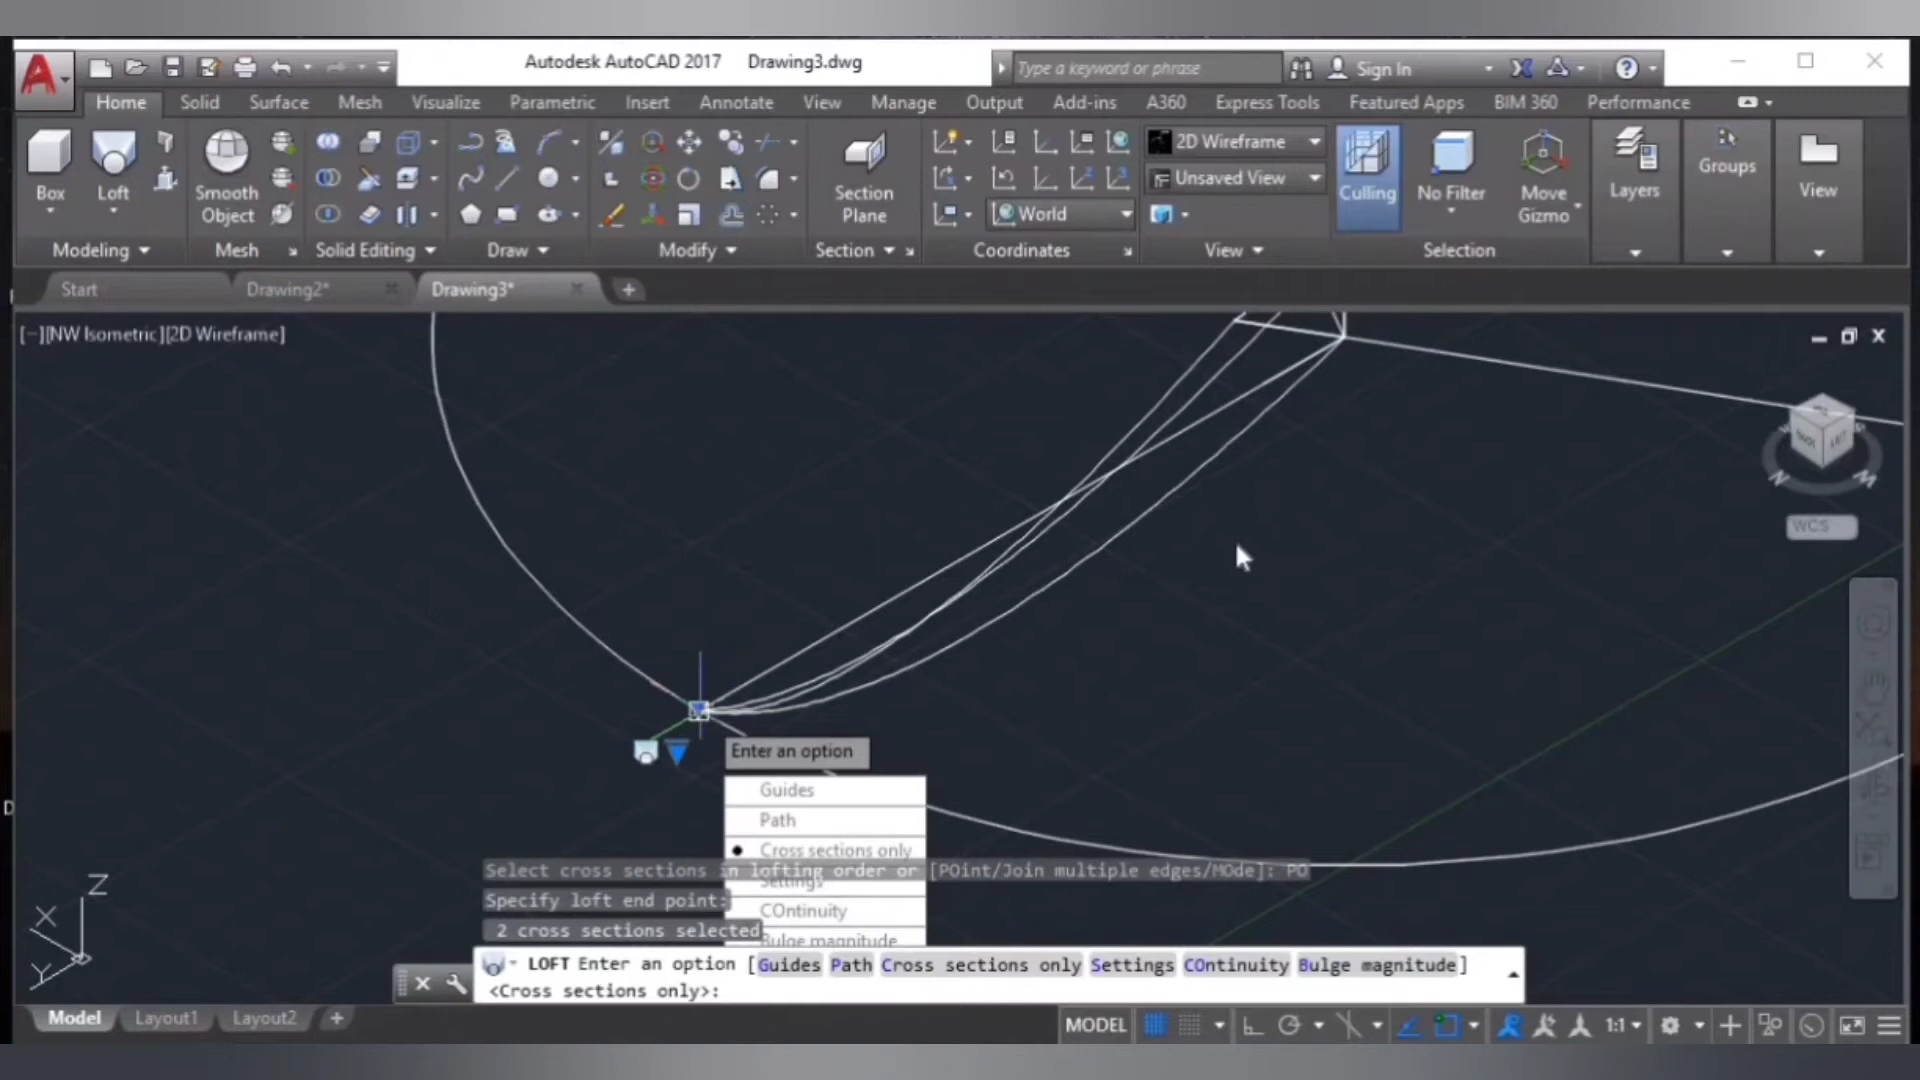 Autodesk AutoCAD 2017 Drawing3.dwg
Type a keyword or phrase
Sign In
Home Solid Surface Mesh Visualize Parametric Insert Annotate View Manage Output Add-ins A360 Express Tools Featured Apps BIM 360 Performance
Box
Loft
Smooth
Object
Section
Plane
2D Wireframe
Unsaved View
World
Culling
No Filter
Move
Gizmo
Layers
Groups
View
Modeling Mesh Solid Editing Draw Modify Section Coordinates View Selection
Start Drawing2* Drawing3*
[−][NW Isometric][2D Wireframe]
N
WCS
Enter an option
Guides
Path
Cross sections only
Settings
COntinuity
Bulge magnitude
Select cross sections in lofting order or [POint/Join multiple edges/MOde]: PO
Specify loft end point:
2 cross sections selected
LOFT Enter an option [Guides Path Cross sections only Settings COntinuity Bulge magnitude]
<Cross sections only>:
Z
X
Y
Model Layout1 Layout2
MODEL 1:1